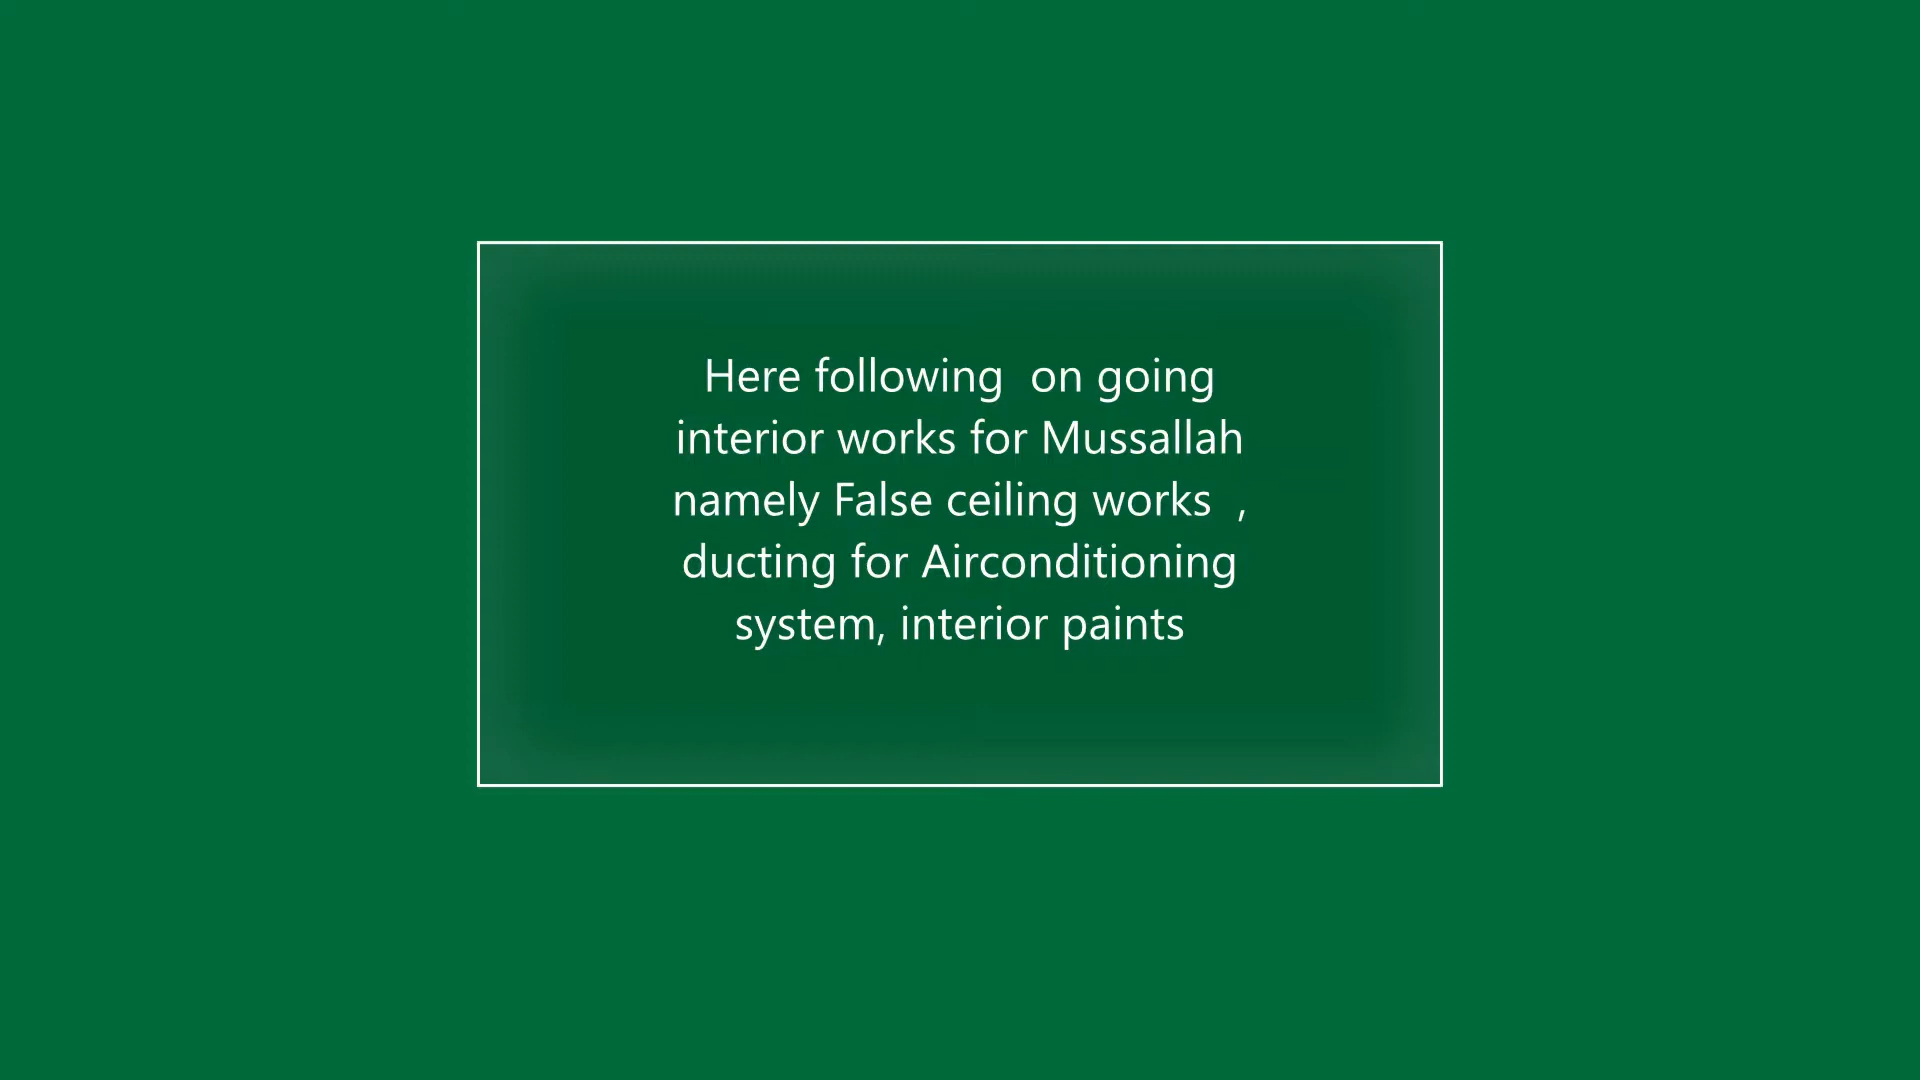 Here following  on going
interior works for Mussallah
namely False ceiling works  ,
ducting for Airconditioning
system, interior paints